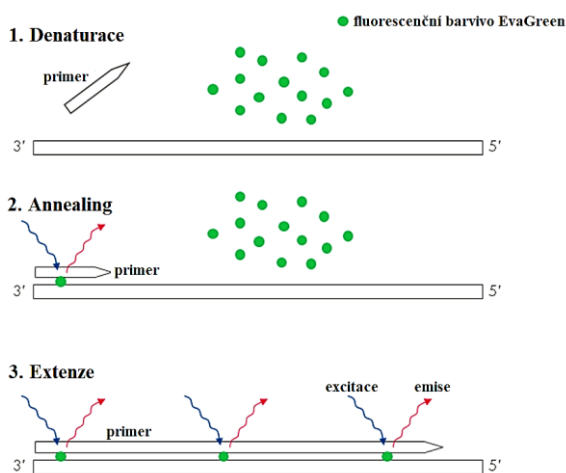 fluorescenční barvivo EvaGreen
1. Denaturace
primer
3′ 5′
2. Annealing
primer
3′ 5′
3. Extenze
excitace emise
primer
3′ 5′